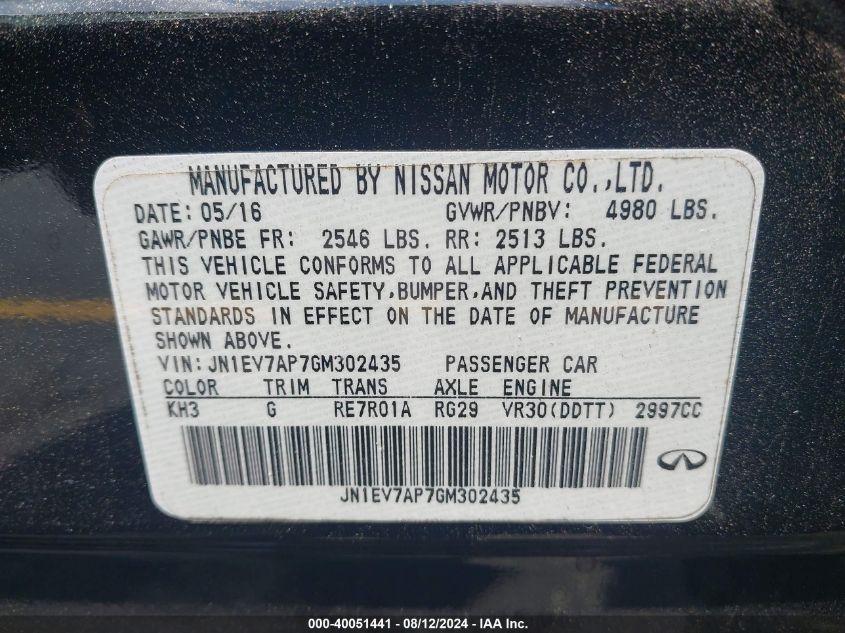 MANUFACTURED BY NISSAN MOTOR CO.,LTD.
DATE: 05/16 GVWR/PNBV: 4980 LBS.
GAWR/PNBE FR: 2546 LBS. RR: 2513 LBS.
THIS VEHICLE CONFORMS TO ALL APPLICABLE FEDERAL
MOTOR VEHICLE SAFETY,BUMPER,AND THEFT PREVENTION
STANDARDS IN EFFECT ON THE DATE OF MANUFACTURE
SHOWN ABOVE.
VIN:JN1EV7AP7GM302435 PASSENGER CAR
COLOR TRIM TRANS AXLE ENGINE
KH3 G RE7R01A RG29 VR30(DDTT) 2997CC
JN1EV7AP7GM302435
000-40051441 - 08/12/2024 - IAA Inc.